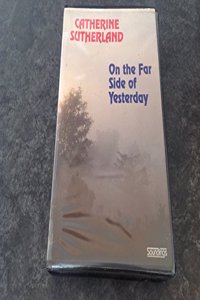 CATHERINE
SUTHERLAND
On the Far
Side of
Yesterday